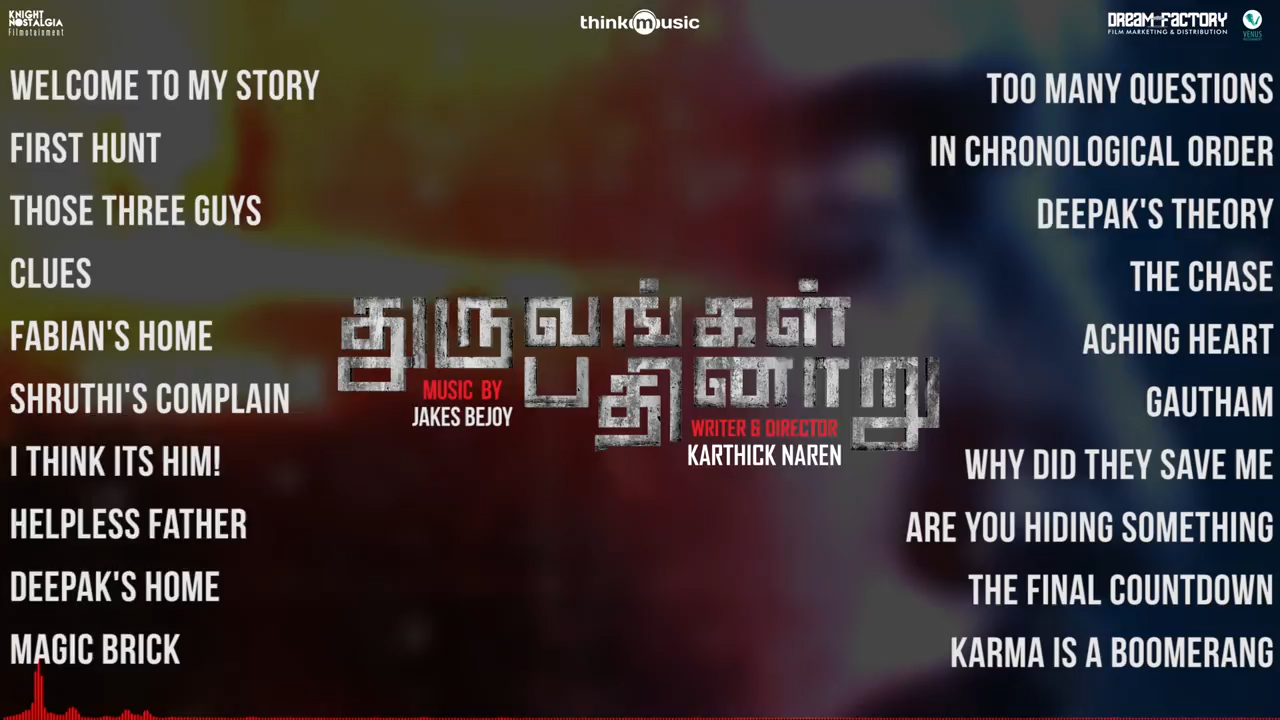 KNIGHT
NOSTALGIA
Filmotainment
thinkmusic
DREAM FACTORY
FILM MARKETING & DISTRIBUTION
VENUS
WELCOME TO MY STORY
FIRST HUNT
THOSE THREE GUYS
CLUES
FABIAN'S HOME
SHRUTHI'S COMPLAIN
I THINK ITS HIM!
HELPLESS FATHER
DEEPAK'S HOME
MAGIC BRICK
துருவங்கள்
பதினாறு
MUSIC BY
JAKES BEJOY
WRITER & DIRECTOR
KARTHICK NAREN
TOO MANY QUESTIONS
IN CHRONOLOGICAL ORDER
DEEPAK'S THEORY
THE CHASE
ACHING HEART
GAUTHAM
WHY DID THEY SAVE ME
ARE YOU HIDING SOMETHING
THE FINAL COUNTDOWN
KARMA IS A BOOMERANG